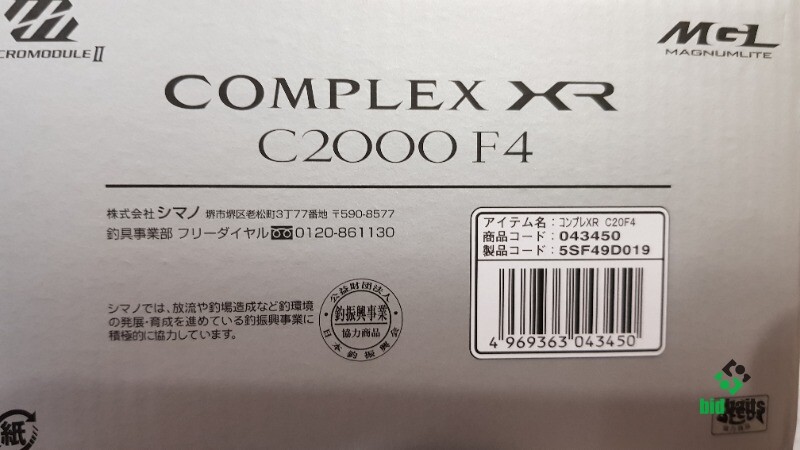 CROMODULE II
MGL
MAGNUMLITE
COMPLEX XR
C2000 F4
株式会社シマノ 堺市堺区老松町3丁77番地 〒590-8577
釣具事業部 フリーダイヤル 0120-861130
アイテム名：コンプレXR C20F4
商品コード：043450
製品コード：5SF49D019
4 969363 043450
シマノでは、放流や釣場造成など釣環境
の発展・育成を進めている釣振興事業に
積極的に協力しています。
公益財団法人
釣振興事業
協力商品
日本釣振興会
紙
bid